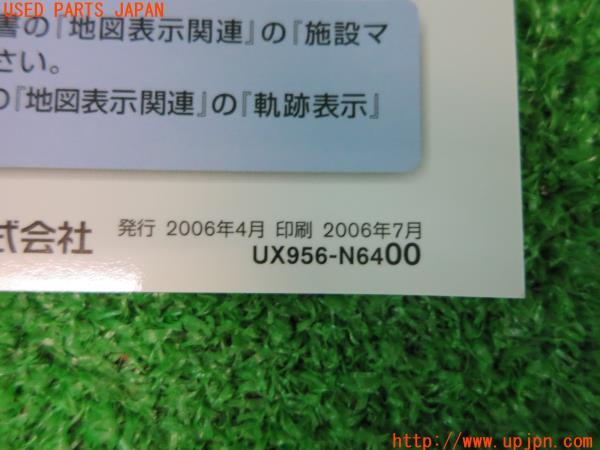 USED PARTS JAPAN
書の『地図表示関連』の『施設マ
さい。
の『地図表示関連』の『軌跡表示』
式会社
発行 2006年4月 印刷 2006年7月
UX956-N6400
http://www.upjpn.com/